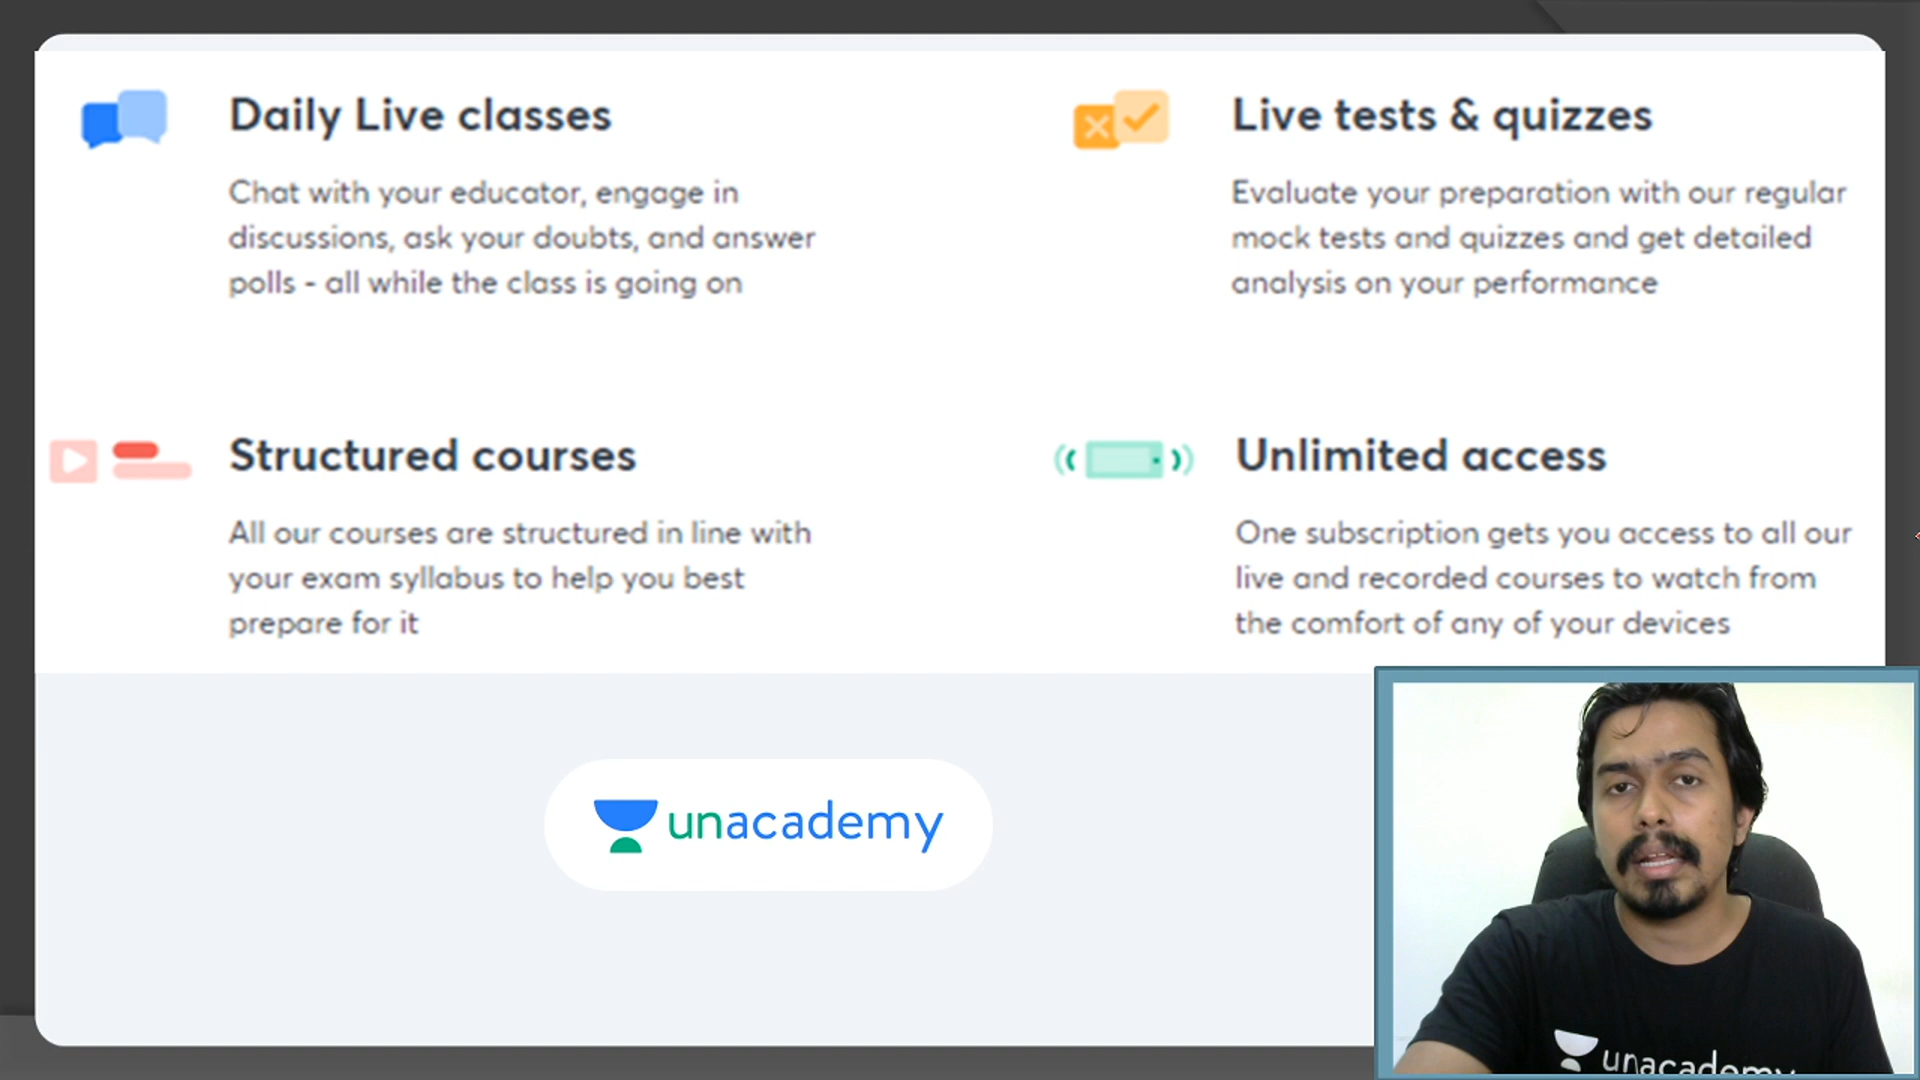 Daily Live classes
Chat with your educator, engage in
discussions, ask your doubts, and answer
polls - all while the class is going on
Live tests & quizzes
Evaluate your preparation with our regular
mock tests and quizzes and get detailed
analysis on your performance
Structured courses
All our courses are structured in line with
your exam syllabus to help you best
prepare for it
Unlimited access
One subscription gets you access to all our
live and recorded courses to watch from
the comfort of any of your devices
unacademy
unacademy